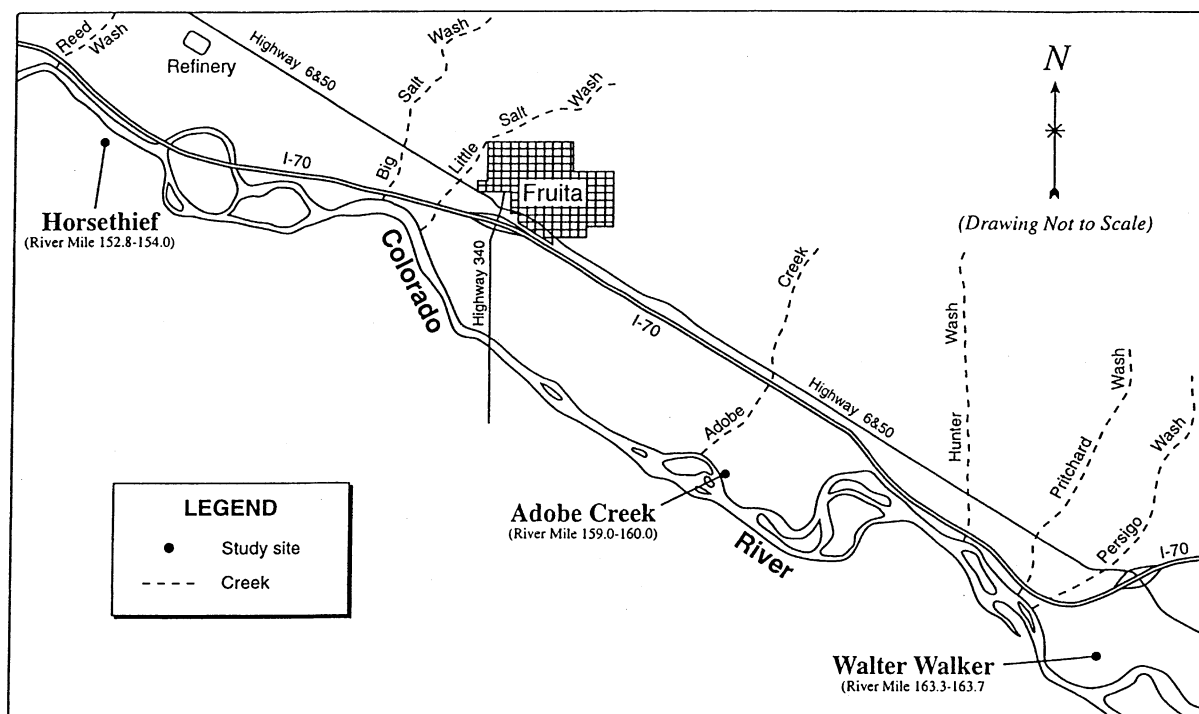 Reed
Wash
Refinery
Highway 6&50
Wash
Salt
Big
Wash
Salt
Little
I-70
Fruita
N
(Drawing Not to Scale)
Horsethief
(River Mile 152.8-154.0)
Colorado
Highway 340
I-70
Creek
Adobe
Highway 6&50
Wash
Hunter
Wash
Pritchard
Wash
Persigo
I-70
Adobe Creek
(River Mile 159.0-160.0)
River
LEGEND
Study site
Creek
Walter Walker
(River Mile 163.3-163.7